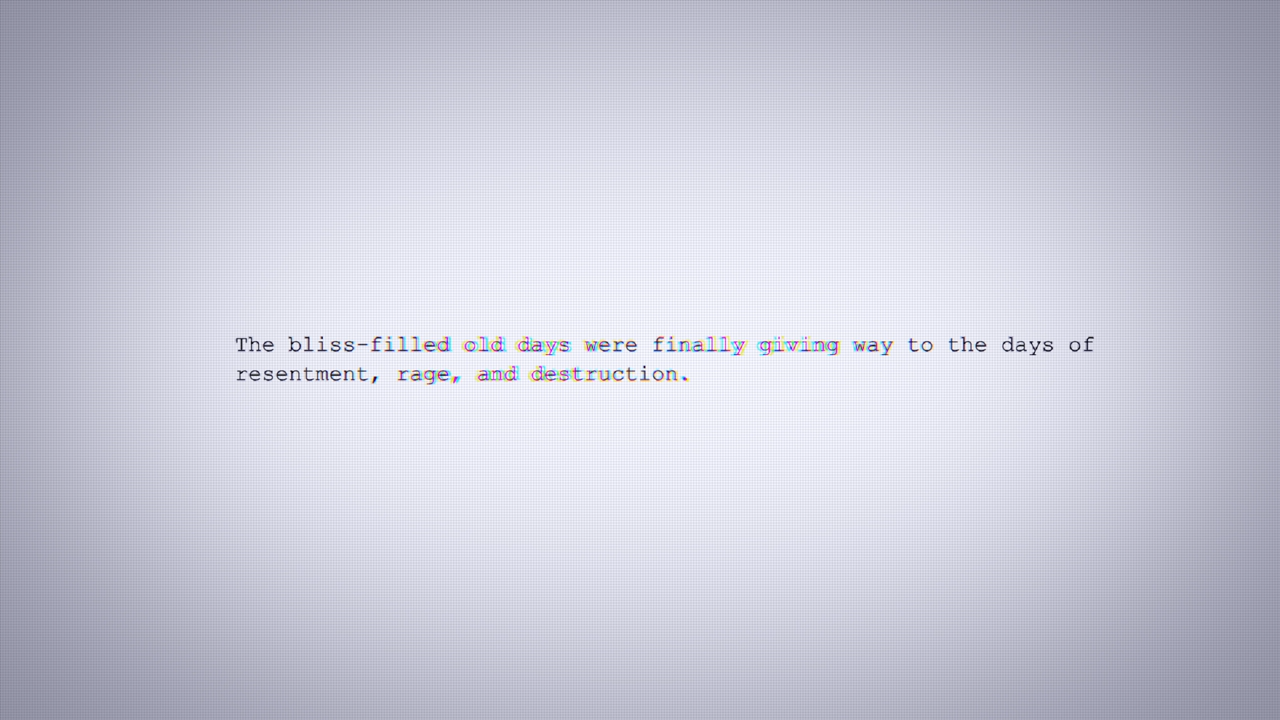 The bliss-filled old days were finally giving way to the days of
resentment, rage, and destruction.